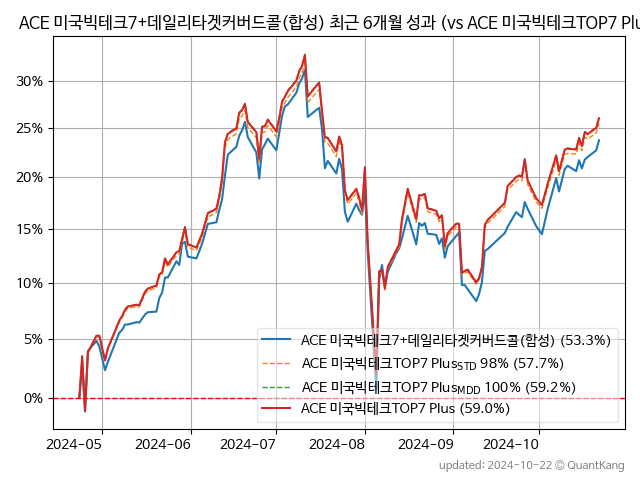 ACE 미국빅테크7+데일리타겟커버드콜(합성) 최근 6개월 성과 (vs ACE 미국빅테크TOP7 Plu
30%
25%
20%
15%
10%
5%
0%
ACE 미국빅테크7+데일리타겟커버드콜(합성) (53.3%)
ACE 미국빅테크TOP7 Plus STD 98% (57.7%)
ACE 미국빅테크TOP7 Plus MDD 100% (59.2%)
ACE 미국빅테크TOP7 Plus (59.0%)
2024-05 2024-06 2024-07 2024-08 2024-09 2024-10
updated: 2024-10-22 © QuantKang